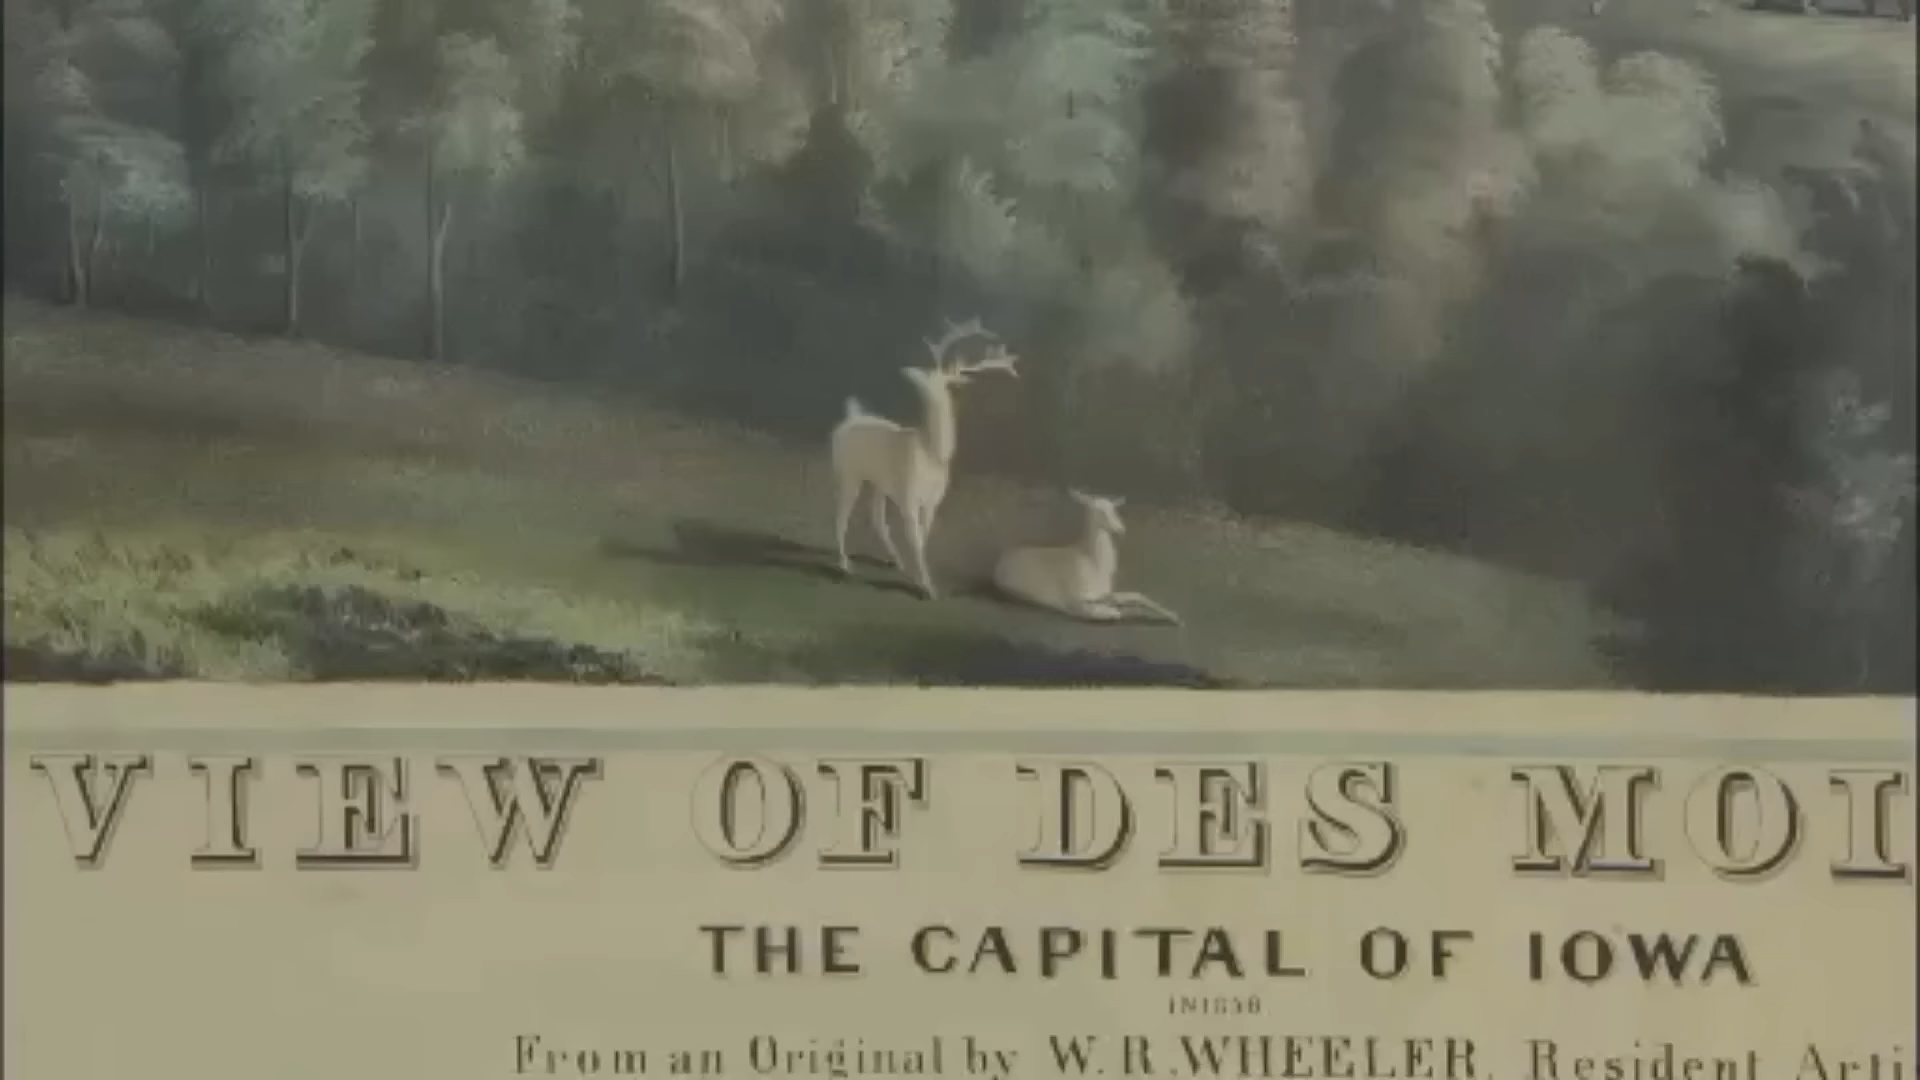 VIEW OF DES MOI
THE CAPITAL OF IOWA
From an Original by W. R. WHEELER, Resident Arti